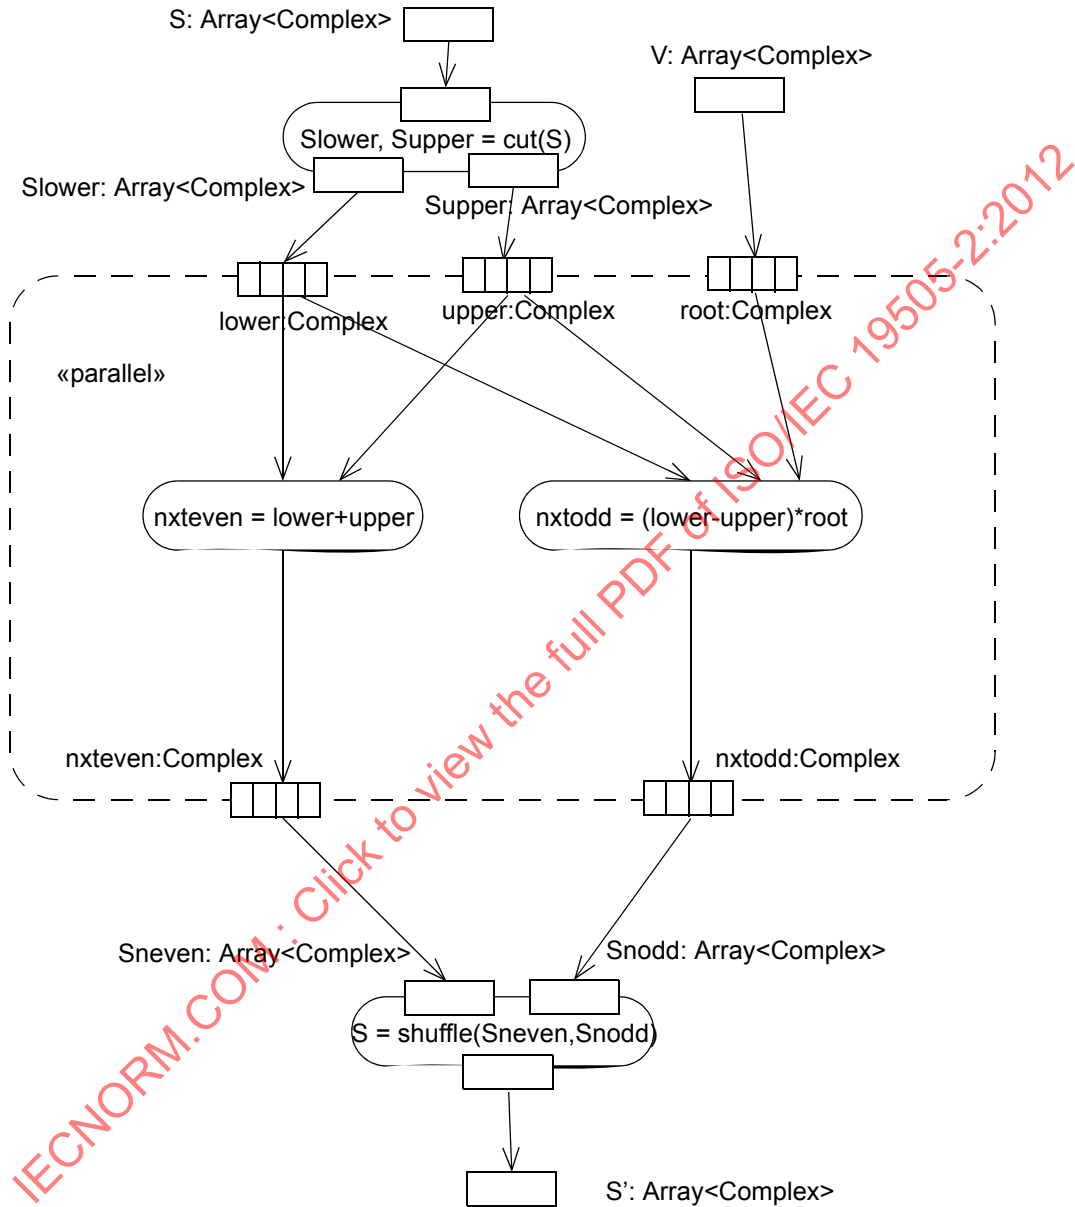 S: Array<Complex>
V: Array<Complex>
Slower, Supper = cut(S)
Slower: Array<Complex>
Supper: Array<Complex>
lower:Complex
upper:Complex
root:Complex
«parallel»
nxteven = lower+upper
nxtodd = (lower-upper)*root
nxteven:Complex
nxtodd:Complex
Sneven: Array<Complex>
Snodd: Array<Complex>
S = shuffle(Sneven,Snodd)
S': Array<Complex>
IECNORM.COM : Click to view the full PDF of ISO/IEC 19505-2:2012